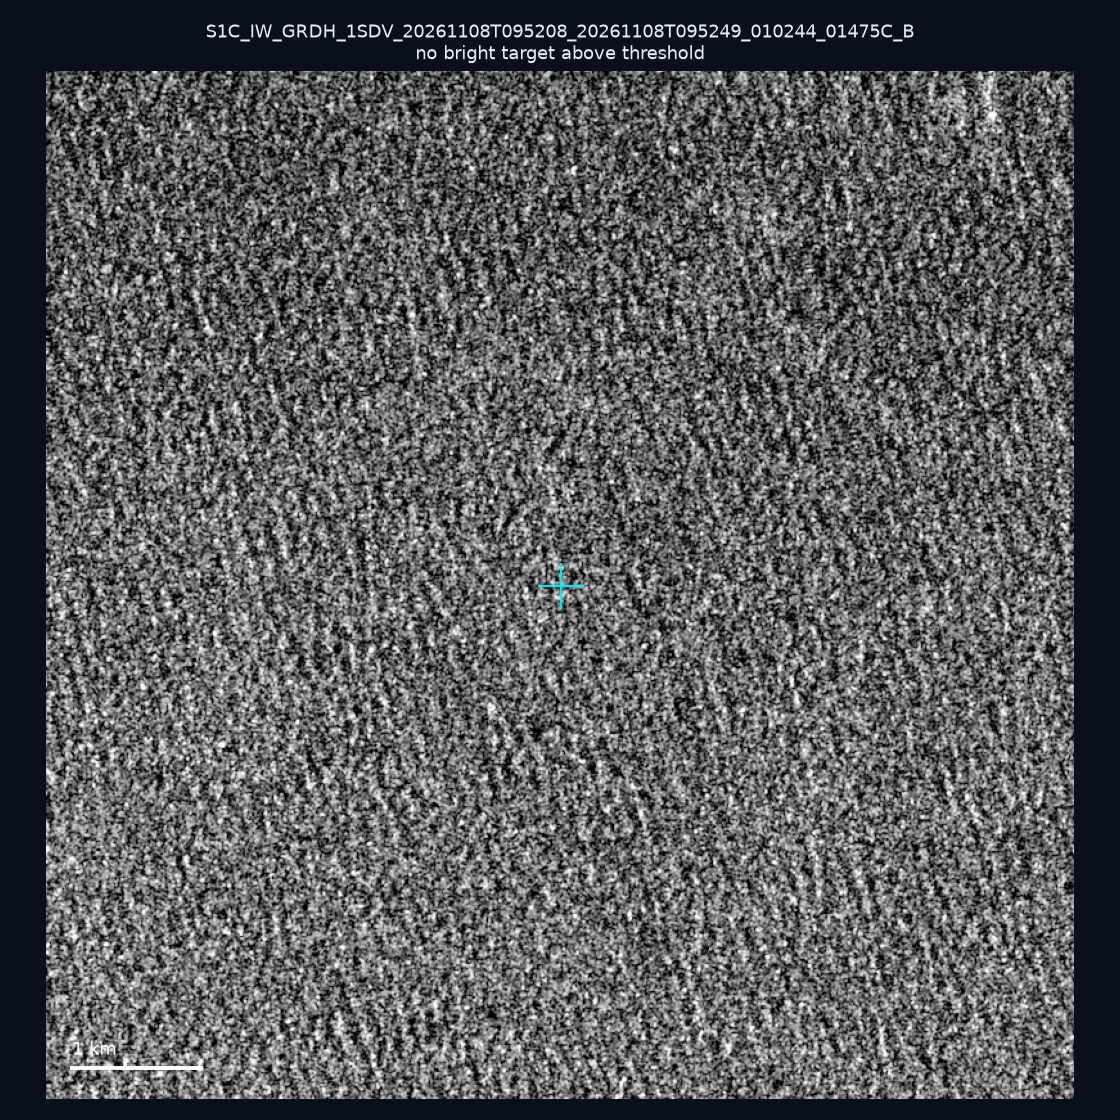 S1C_IW_GRDH_1SDV_20261108T095208_20261108T095249_010244_01475C_B
no bright target above threshold
1 km